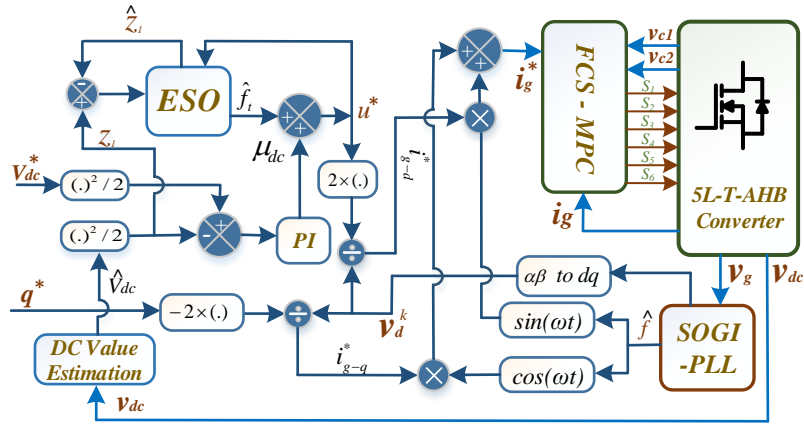 ẑ₁
ESO
f̂ₜ
u*
z₁
μdc
V*dc
(.)² / 2
(.)² / 2
PI
2×(.)
V̂dc
q*
−2×(.)
DC Value
Estimation
vdc
i*g−q
i*g−d
vdᵏ
αβ to dq
sin(ωt)
cos(ωt)
i*g
FCS - MPC
vc1
vc2
S₁
S₂
S₃
S₄
S₅
S₆
ig
5L-T-AHB
Converter
vg
vdc
f̂
SOGI
-PLL